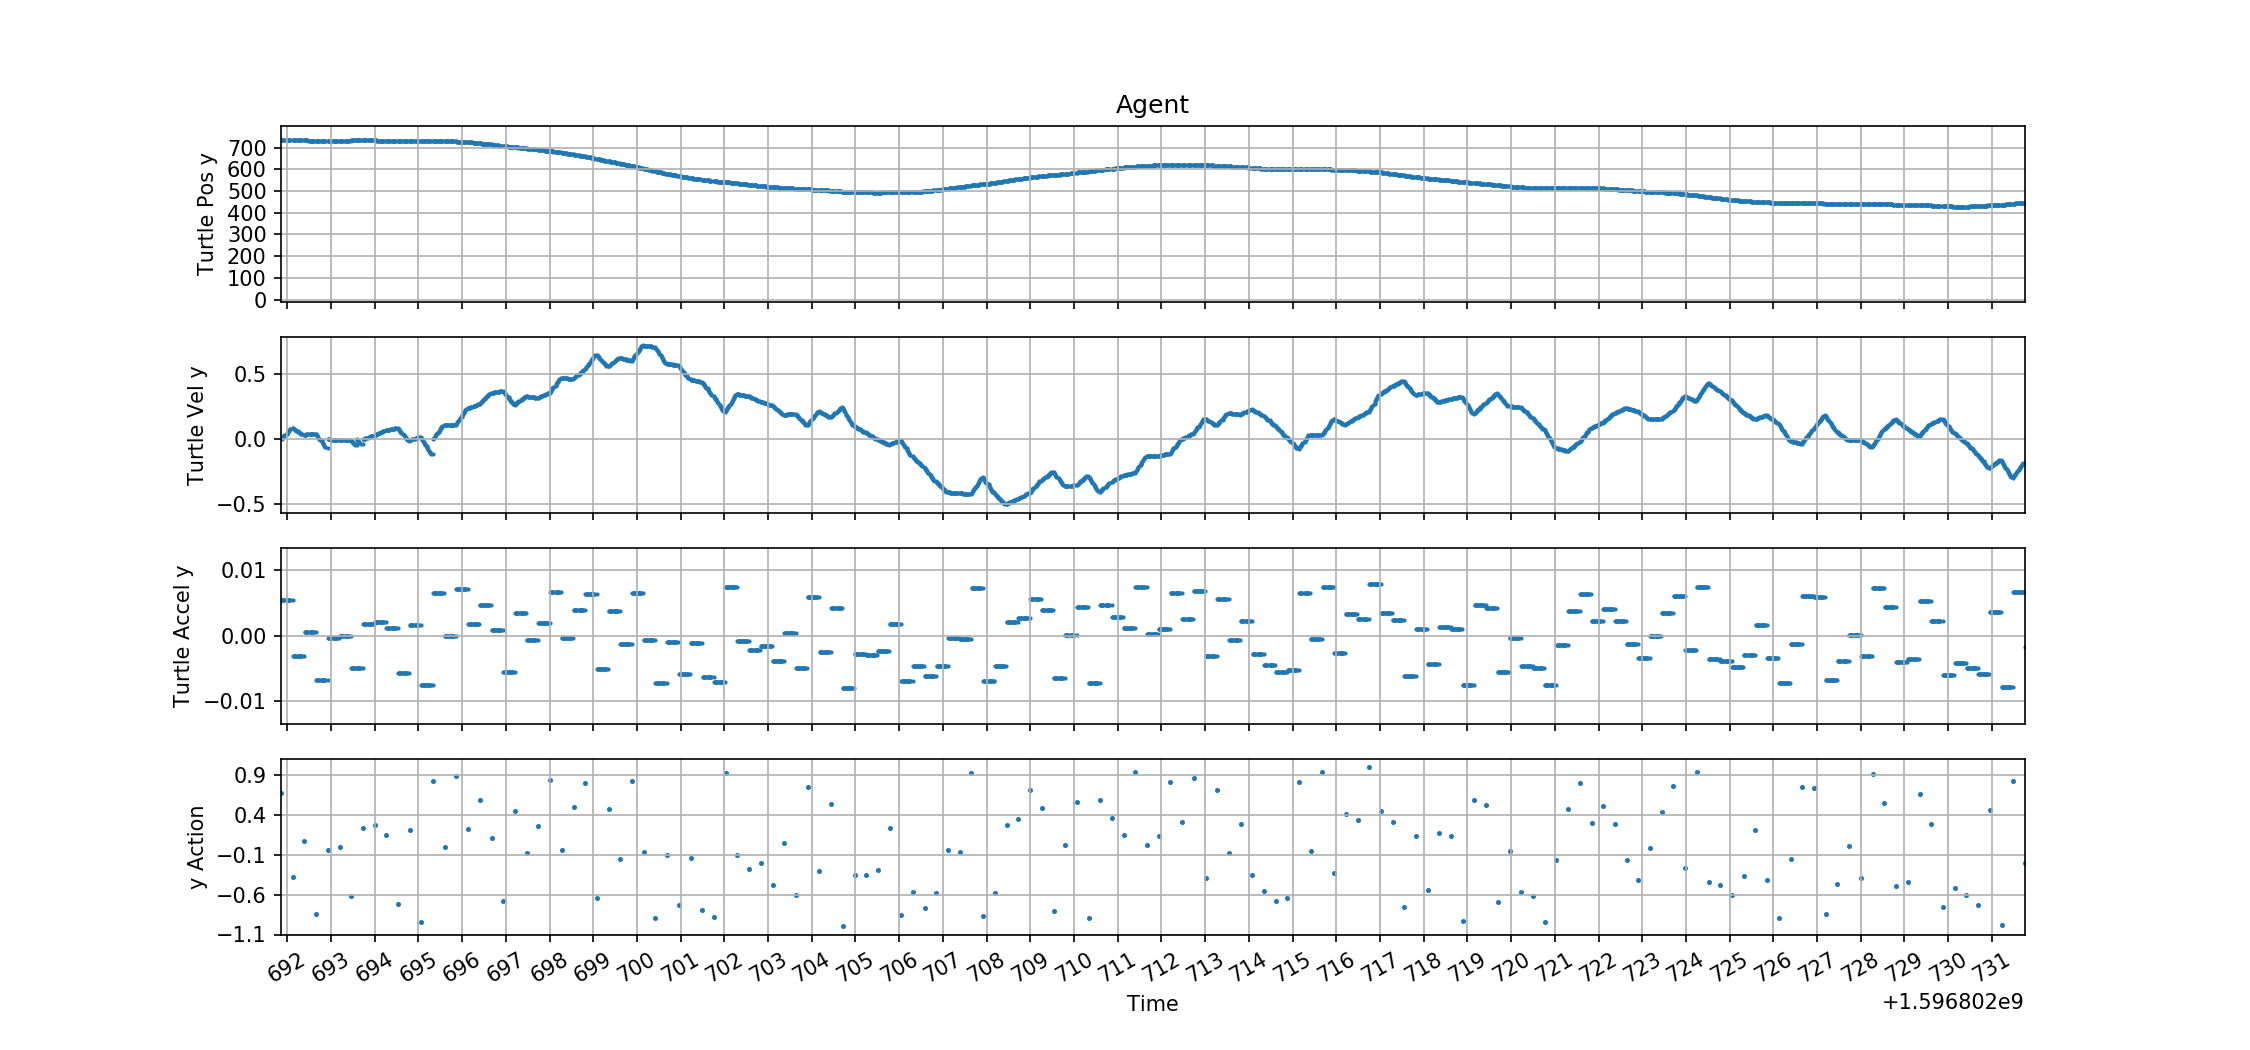 Agent
Turtle Pos y
700
600
500
400
300
200
100
0
Turtle Vel y
0.5
0.0
−0.5
Turtle Accel y
0.01
0.00
−0.01
y Action
0.9
0.4
−0.1
−0.6
−1.1
692 693 694 695 696 697 698 699 700 701 702 703 704 705 706 707 708 709 710 711 712 713 714 715 716 717 718 719 720 721 722 723 724 725 726 727 728 729 730 731
Time
+1.596802e9